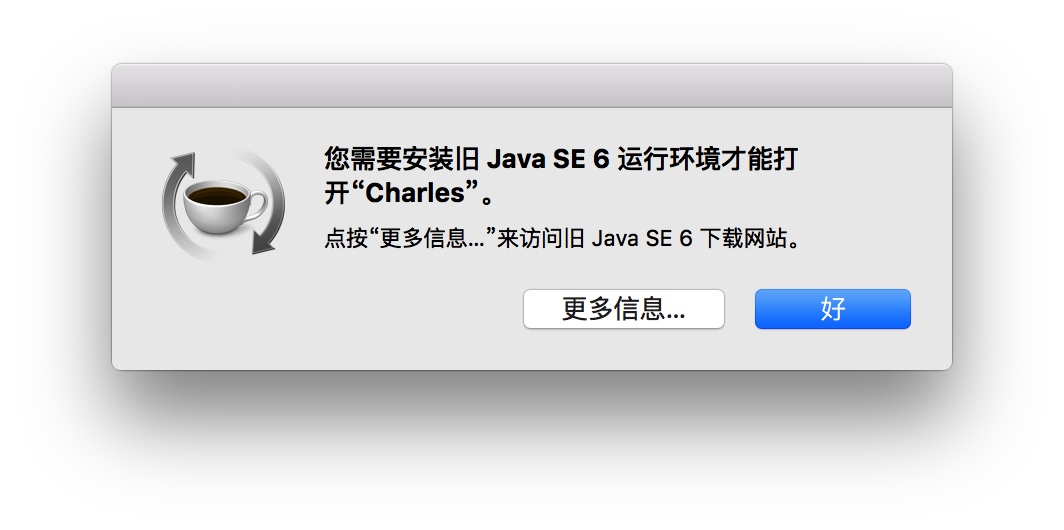 您需要安装旧 Java SE 6 运行环境才能打
开“Charles”。
点按“更多信息...”来访问旧 Java SE 6 下载网站。
更多信息...
好